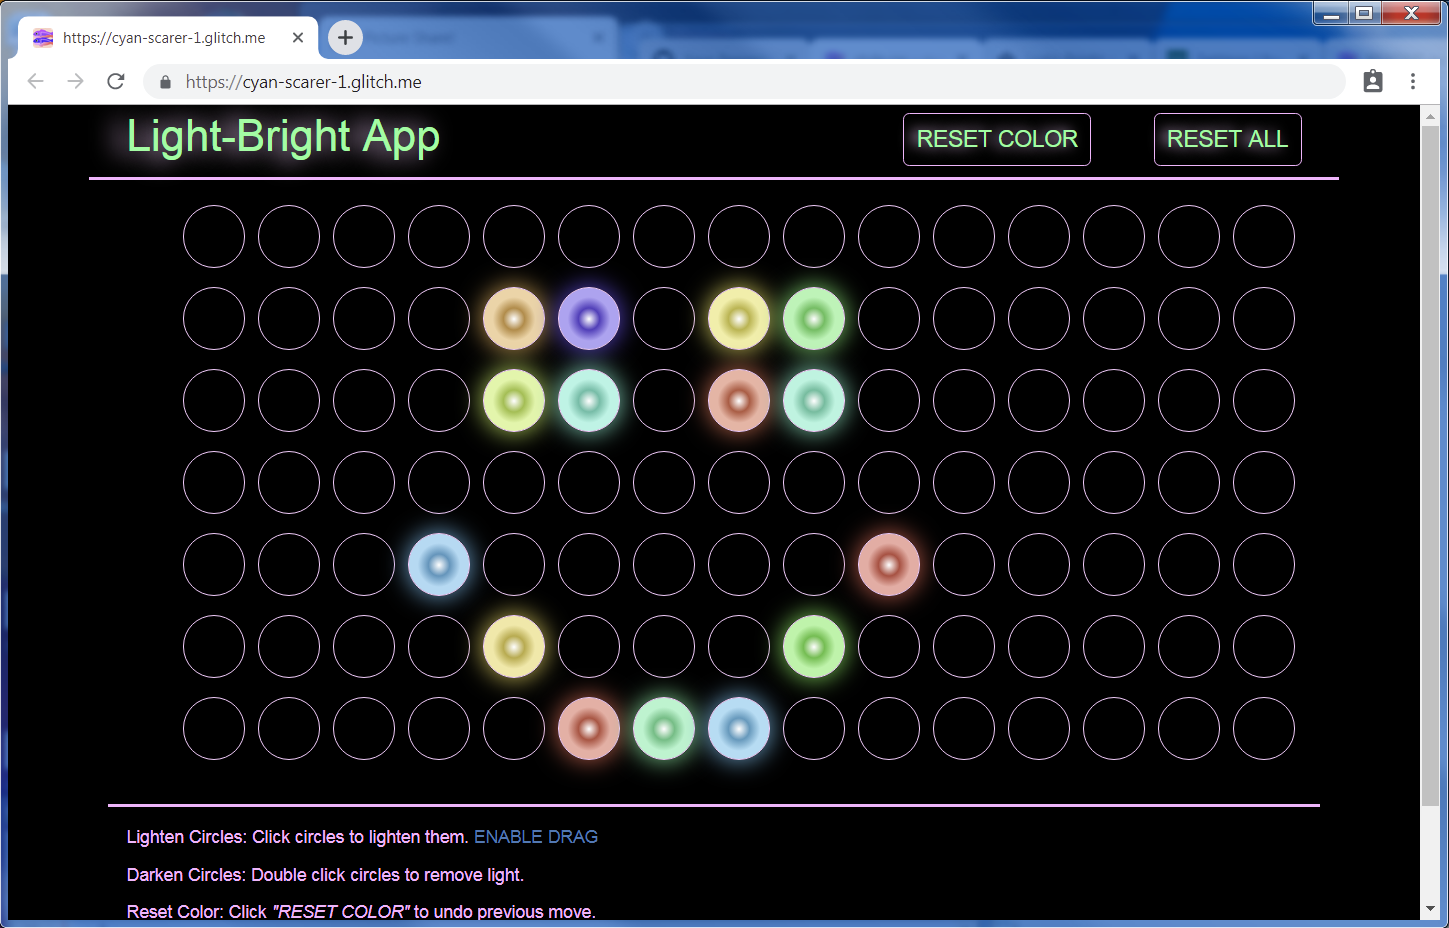 https://cyan-scarer-1.glitch.me
https://cyan-scarer-1.glitch.me
Light-Bright App
RESET COLOR
RESET ALL
Lighten Circles: Click circles to lighten them. ENABLE DRAG
Darken Circles: Double click circles to remove light.
Reset Color: Click "RESET COLOR" to undo previous move.